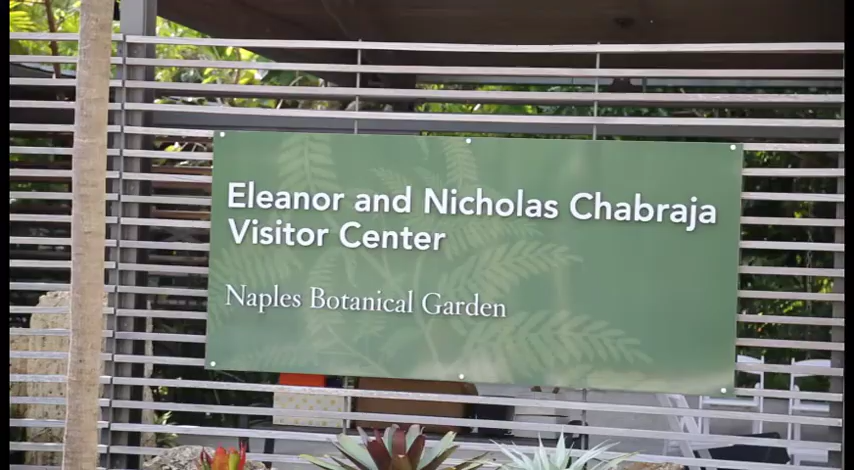 Eleanor and Nicholas Chabraja
Visitor Center
Naples Botanical Garden